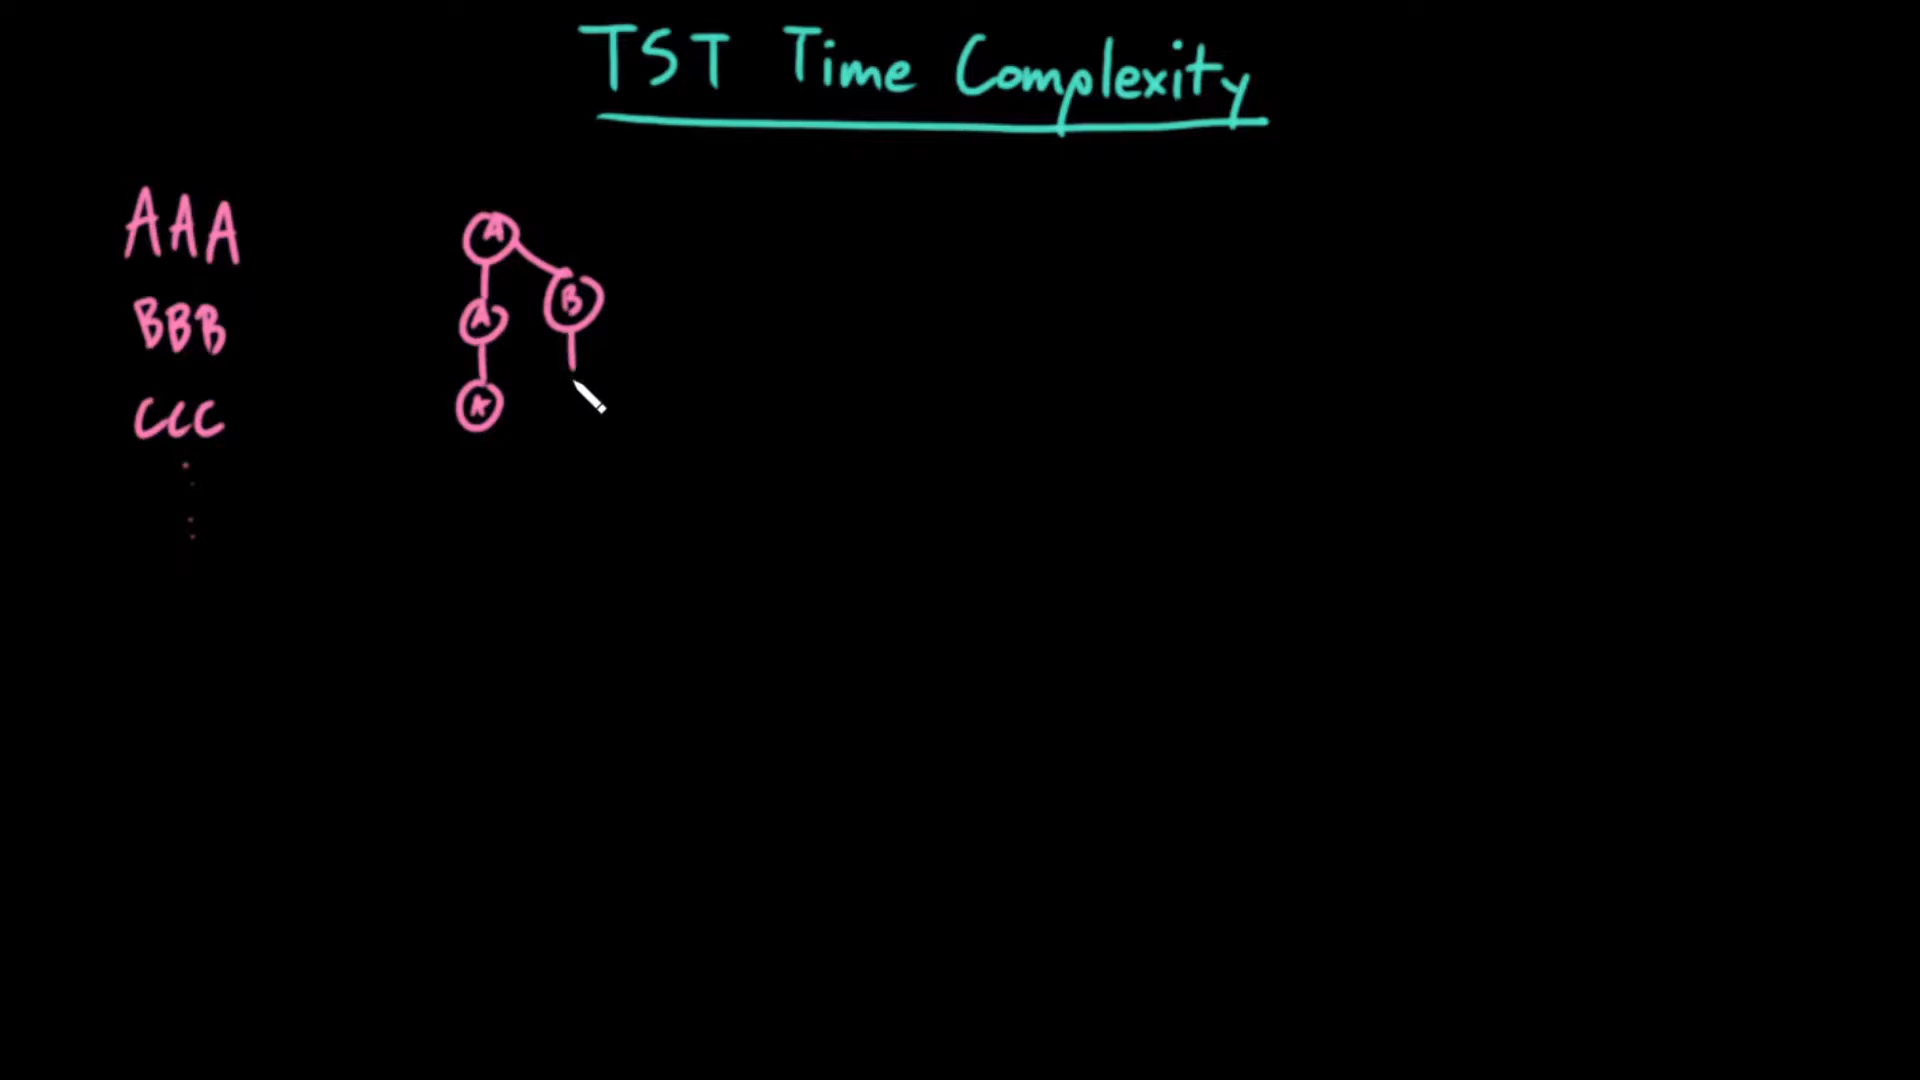 TST Time Complexity
AAA
BBB
CCC
A
B
A